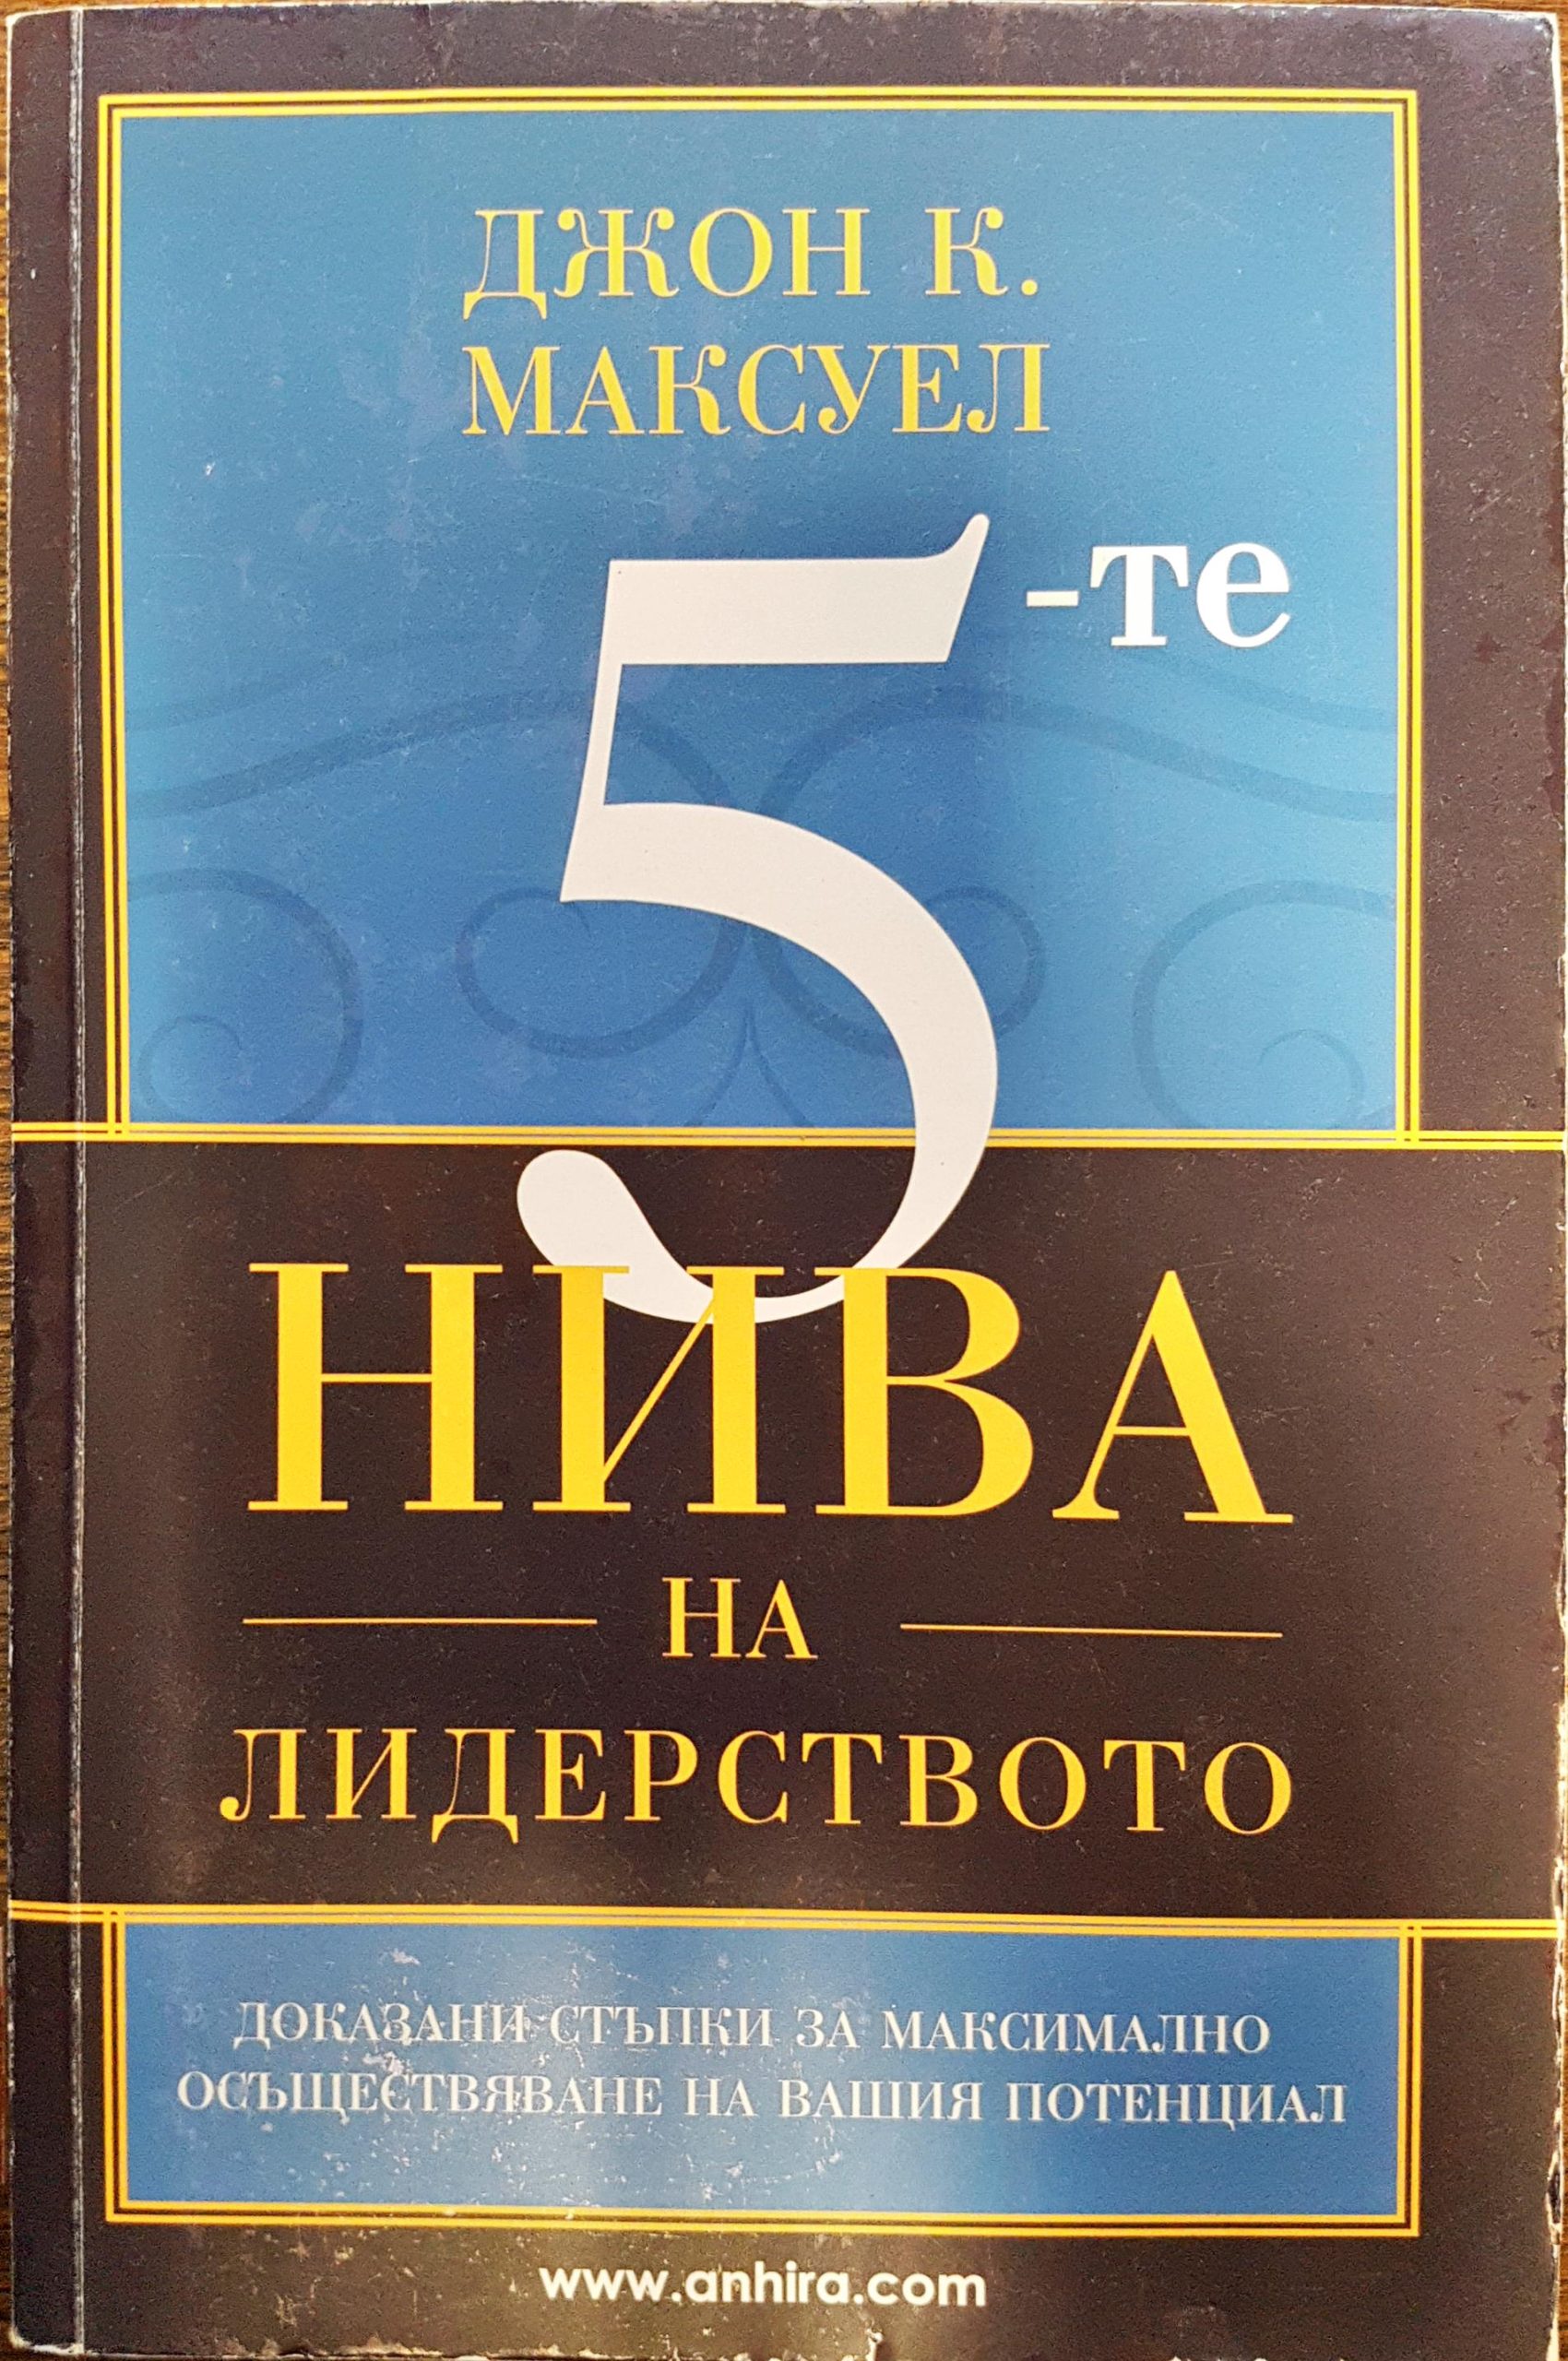 ДЖОН К.
МАКСУЕЛ
5-те
НИВА
НА
ЛИДЕРСТВОТО
ДОКАЗАНИ СТЪПКИ ЗА МАКСИМАЛНО
ОСЪЩЕСТВЯВАНЕ НА ВАШИЯ ПОТЕНЦИАЛ
www.anhira.com